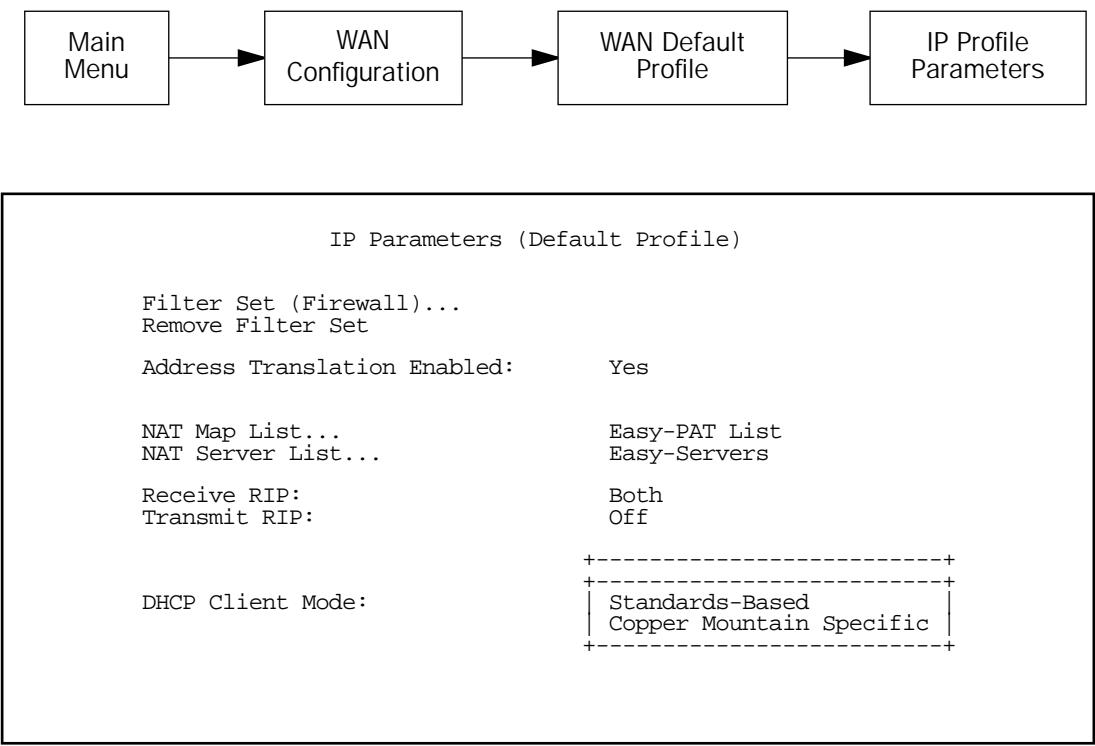 Main Menu
WAN Configuration
WAN Default Profile
IP Profile Parameters
IP Parameters (Default Profile)
Filter Set (Firewall)...
Remove Filter Set
Address Translation Enabled: Yes
NAT Map List... Easy-PAT List
NAT Server List... Easy-Servers
Receive RIP: Both
Transmit RIP: Off
+--------------------------+
+--------------------------+
DHCP Client Mode: | Standards-Based |
| Copper Mountain Specific |
+--------------------------+